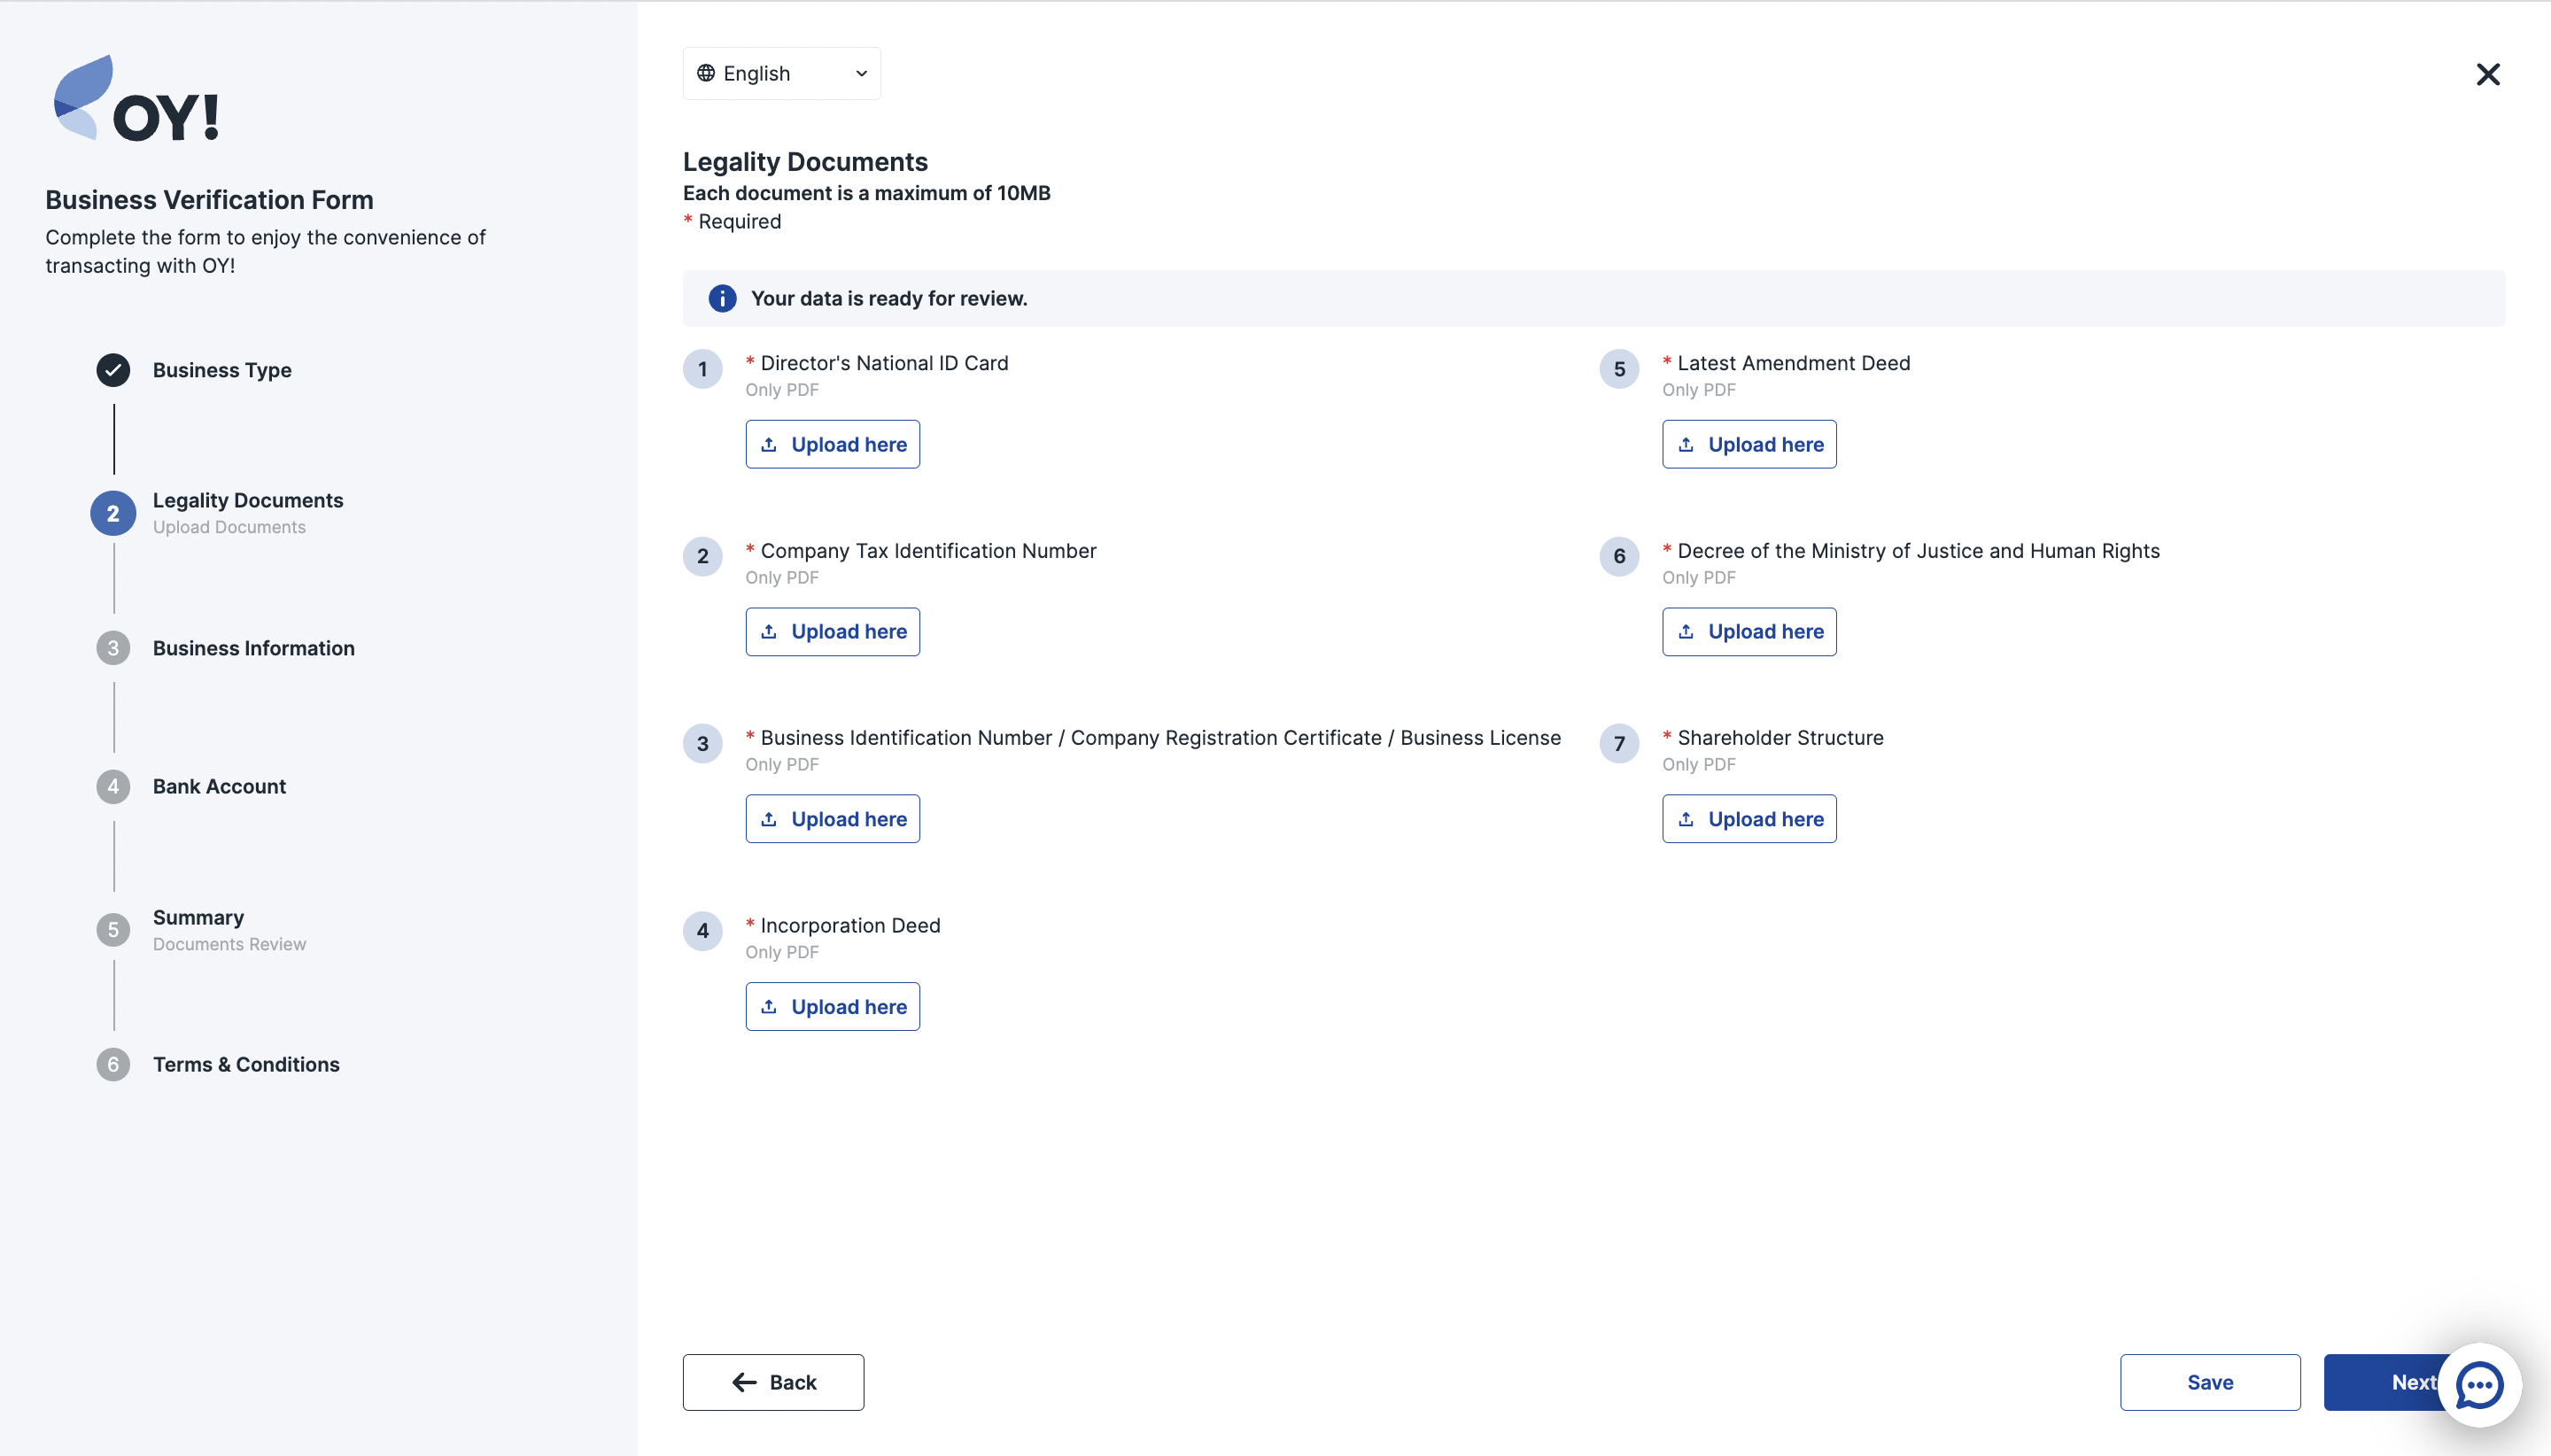 OY!
Business Verification Form
Complete the form to enjoy the convenience of
transacting with OY!
Business Type
2
Legality Documents
Upload Documents
3
Business Information
4
Bank Account
5
Summary
Documents Review
6
Terms & Conditions
English
Legality Documents
Each document is a maximum of 10MB
* Required
Your data is ready for review.
1
* Director's National ID Card
Only PDF
Upload here
2
* Company Tax Identification Number
Only PDF
Upload here
3
* Business Identification Number / Company Registration Certificate / Business License
Only PDF
Upload here
4
* Incorporation Deed
Only PDF
Upload here
5
* Latest Amendment Deed
Only PDF
Upload here
6
* Decree of the Ministry of Justice and Human Rights
Only PDF
Upload here
7
* Shareholder Structure
Only PDF
Upload here
Back
Save
Next